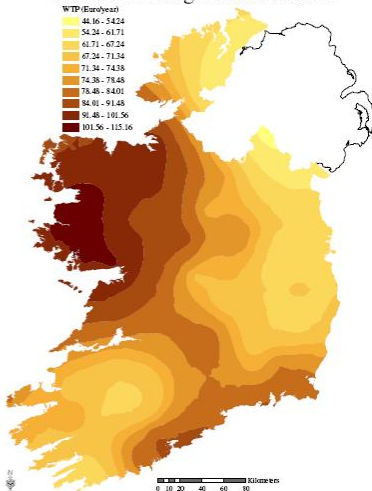 WTP (Euro/year)
44.16 - 54.24
54.24 - 61.71
61.71 - 67.24
67.24 - 71.34
71.34 - 74.38
74.38 - 78.48
78.48 - 84.01
84.01 - 91.48
91.48 - 101.56
101.56 - 115.16
0 10 20 40 60 80 Kilometers